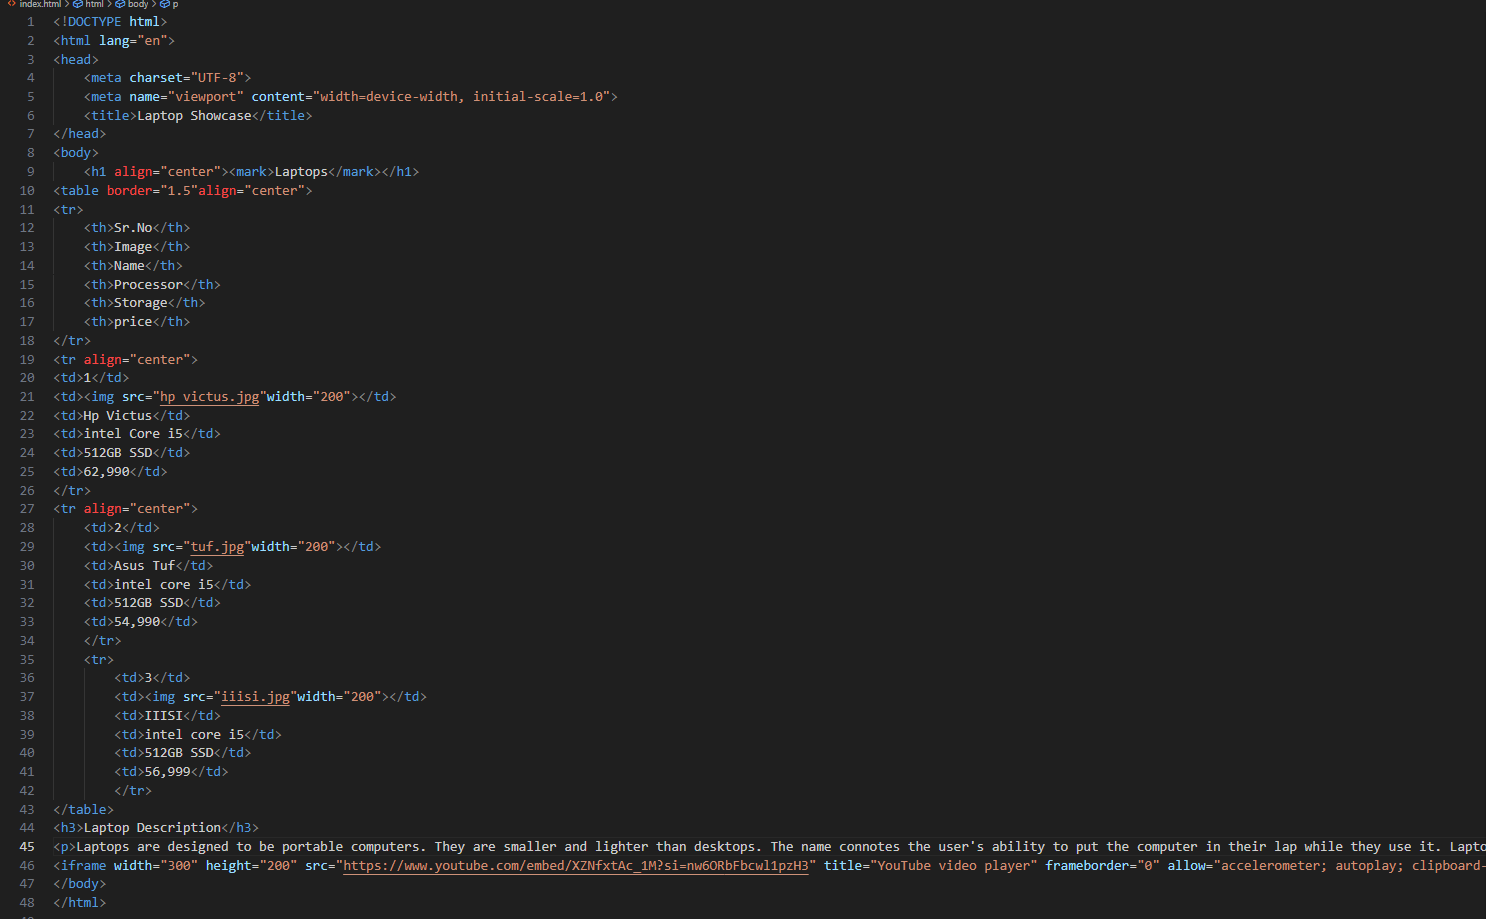 index.html > html > body > p
1 <!DOCTYPE html>
2 <html lang="en">
3 <head>
4 <meta charset="UTF-8">
5 <meta name="viewport" content="width=device-width, initial-scale=1.0">
6 <title>Laptop Showcase</title>
7 </head>
8 <body>
9 <h1 align="center"><mark>Laptops</mark></h1>
10 <table border="1.5"align="center">
11 <tr>
12 <th>Sr.No</th>
13 <th>Image</th>
14 <th>Name</th>
15 <th>Processor</th>
16 <th>Storage</th>
17 <th>price</th>
18 </tr>
19 <tr align="center">
20 <td>1</td>
21 <td><img src="hp victus.jpg"width="200"></td>
22 <td>Hp Victus</td>
23 <td>intel Core i5</td>
24 <td>512GB SSD</td>
25 <td>62,990</td>
26 </tr>
27 <tr align="center">
28 <td>2</td>
29 <td><img src="tuf.jpg"width="200"></td>
30 <td>Asus Tuf</td>
31 <td>intel core i5</td>
32 <td>512GB SSD</td>
33 <td>54,990</td>
34 </tr>
35 <tr>
36 <td>3</td>
37 <td><img src="iiisi.jpg"width="200"></td>
38 <td>IIISI</td>
39 <td>intel core i5</td>
40 <td>512GB SSD</td>
41 <td>56,999</td>
42 </tr>
43 </table>
44 <h3>Laptop Description</h3>
45 <p>Laptops are designed to be portable computers. They are smaller and lighter than desktops. The name connotes the user's ability to put the computer in their lap while they use it. Lapto
46 <iframe width="300" height="200" src="https://www.youtube.com/embed/XZNfxtAc_1M?si=nw6ORbFbcwl1pzH3" title="YouTube video player" frameborder="0" allow="accelerometer; autoplay; clipboard-
47 </body>
48 </html>